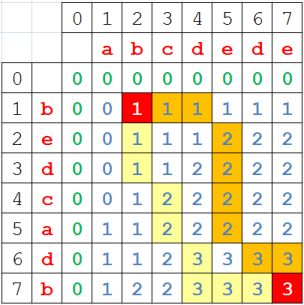 0 1 2 3 4 5 6 7
a b c d e d e
0 0 0 0 0 0 0 0 0
1 b 0 0 1 1 1 1 1 1
2 e 0 0 1 1 1 2 2 2
3 d 0 0 1 1 2 2 2 2
4 c 0 0 1 2 2 2 2 2
5 a 0 1 1 2 2 2 2 2
6 d 0 1 1 2 3 3 3 3
7 b 0 1 2 2 3 3 3 3